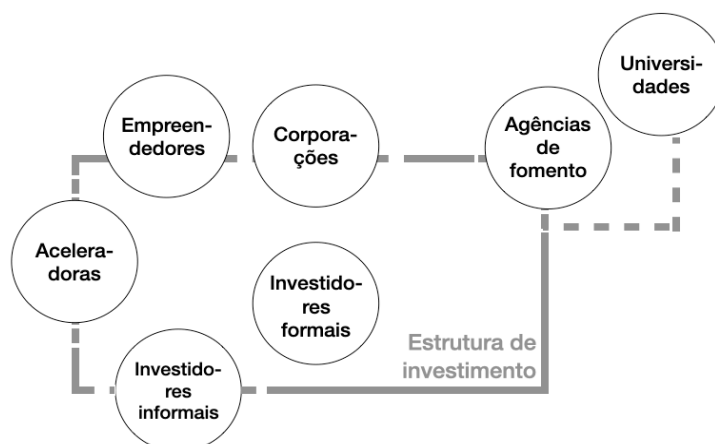 Universi-
dades
Empreen-
dedores
Corpora-
ções
Agências
de
fomento
Acelera-
doras
Investido-
res
formais
Estrutura de
investimento
Investido-
res
informais